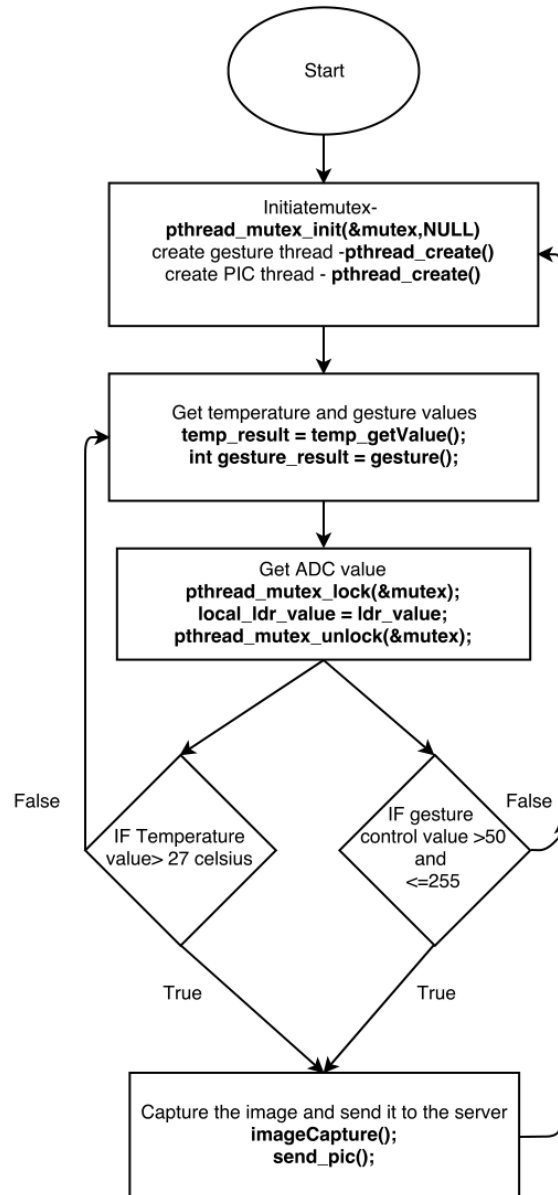 Start
Initiatemutex-
pthread_mutex_init(&mutex,NULL)
create gesture thread -pthread_create()
create PIC thread - pthread_create()
Get temperature and gesture values
temp_result = temp_getValue();
int gesture_result = gesture();
Get ADC value
pthread_mutex_lock(&mutex);
local_ldr_value = ldr_value;
pthread_mutex_unlock(&mutex);
False
IF Temperature
value> 27 celsius
IF gesture
control value >50
and
<=255
False
True
True
Capture the image and send it to the server
imageCapture();
send_pic();